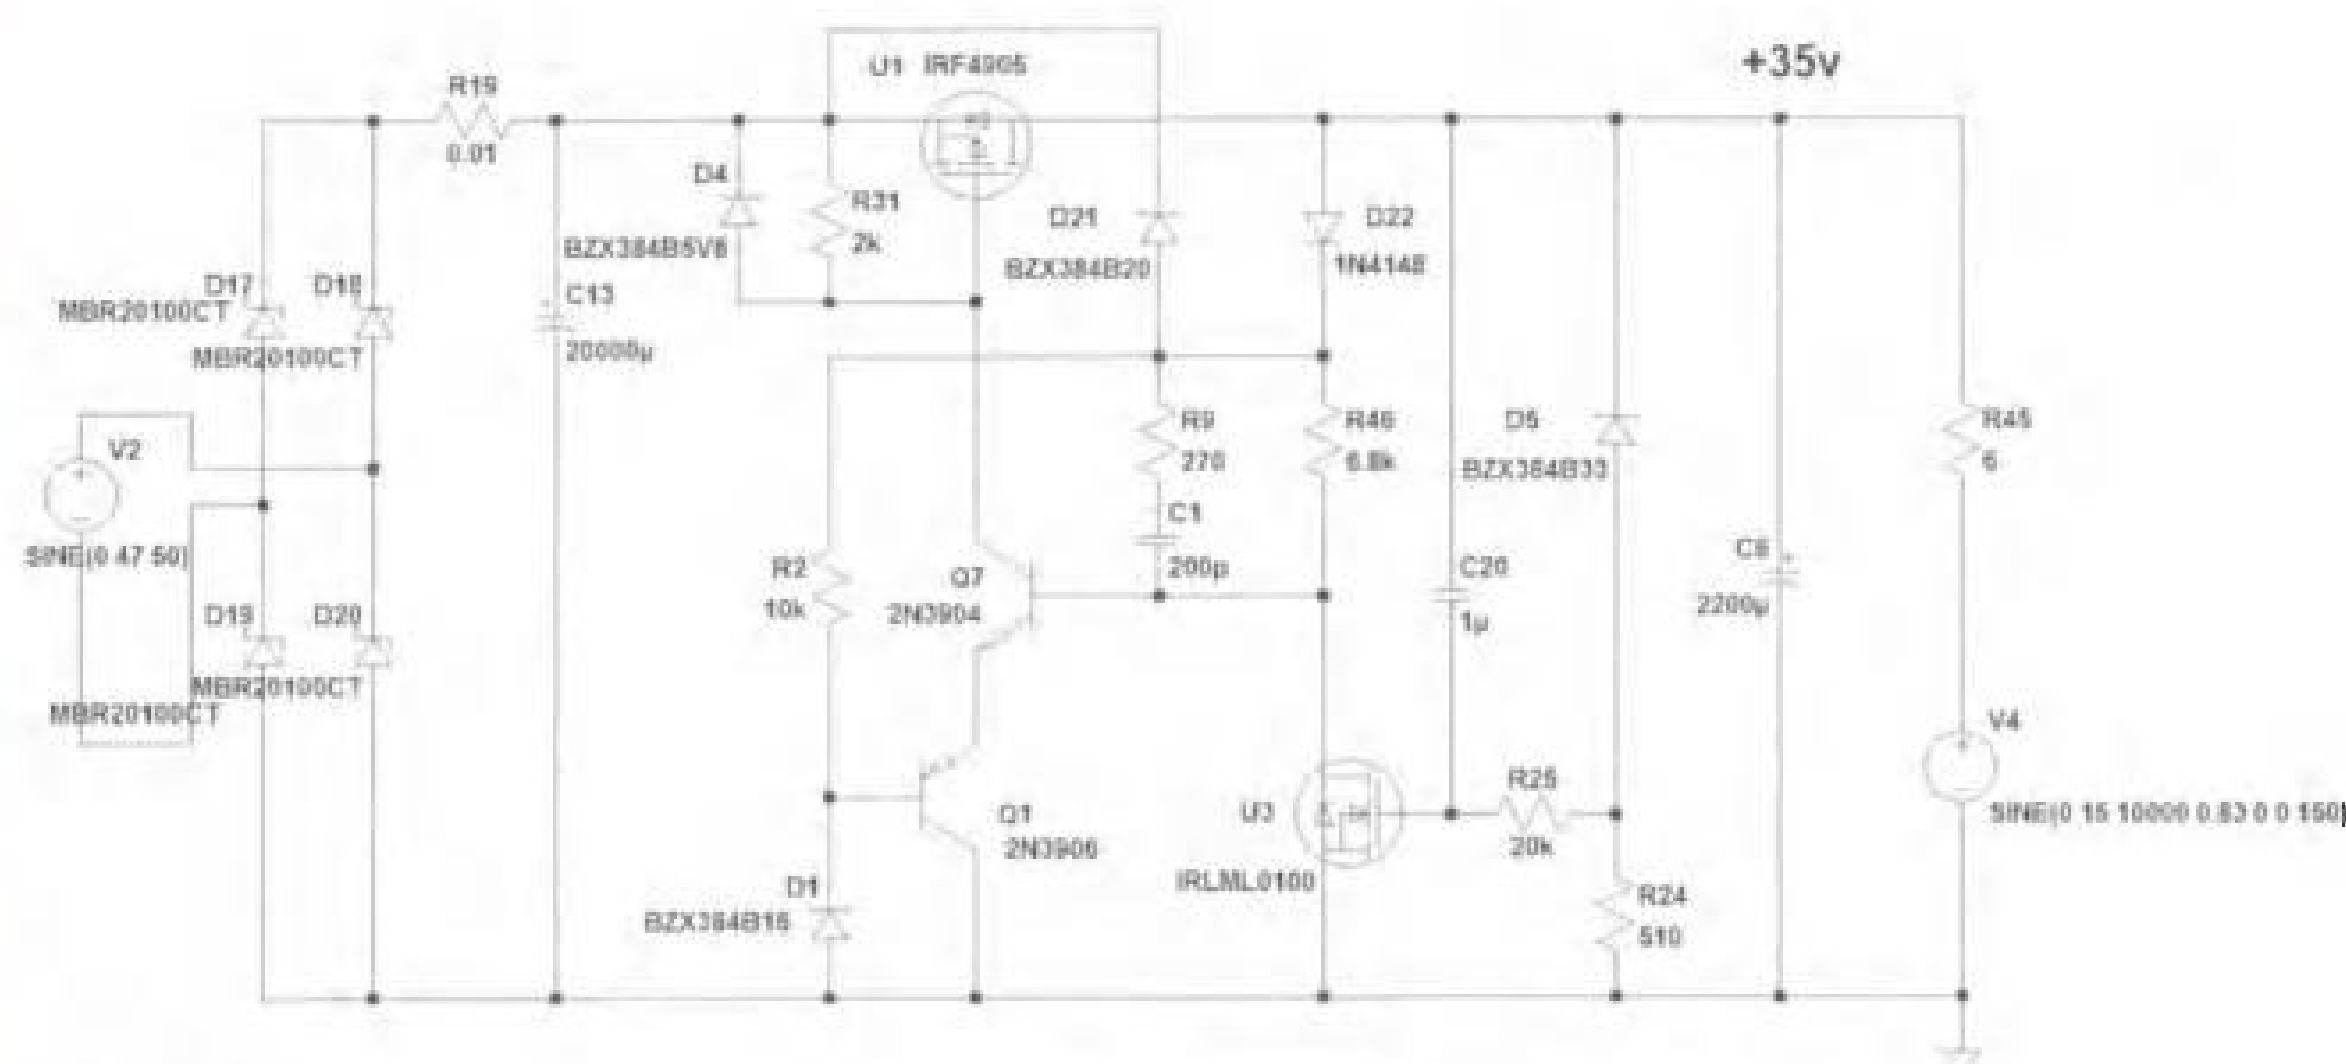 +35v
U1 IRF4905
R19
0.01
D4
BZX384B5V6
R31
2k
D21
BZX384B20
D22
1N4148
D17
MBR20100CT
D18
MBR20100CT
C13
20000µ
V2
SINE(0 47 50)
R9
270
R46
6.8k
D5
BZX384B33
R45
6
C1
200p
R2
10k
Q7
2N3904
C20
1µ
C8
2200µ
D19
MBR20100CT
D20
MBR20100CT
V4
SINE(0 15 10000 0.83 0 0 150)
Q1
2N3906
U3
IRLML0100
R25
20k
D1
R24
510